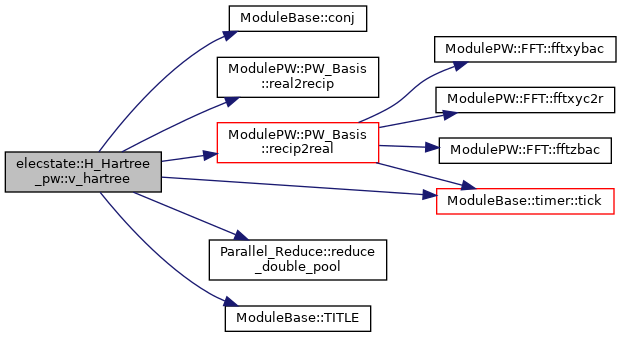 elecstate::H_Hartree
_pw::v_hartree
ModuleBase::conj
ModulePW::PW_Basis
::real2recip
ModulePW::PW_Basis
::recip2real
ModulePW::FFT::fftxybac
ModulePW::FFT::fftxyc2r
ModulePW::FFT::fftzbac
ModuleBase::timer::tick
Parallel_Reduce::reduce
_double_pool
ModuleBase::TITLE